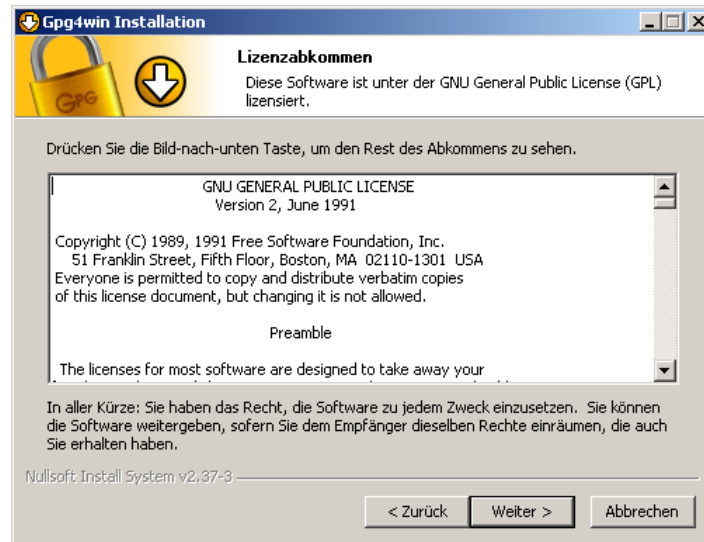 Gpg4win Installation
GPG
Lizenzabkommen
Diese Software ist unter der GNU General Public License (GPL)
lizensiert.
Drücken Sie die Bild-nach-unten Taste, um den Rest des Abkommens zu sehen.
GNU GENERAL PUBLIC LICENSE
Version 2, June 1991
Copyright (C) 1989, 1991 Free Software Foundation, Inc.
51 Franklin Street, Fifth Floor, Boston, MA  02110-1301  USA
Everyone is permitted to copy and distribute verbatim copies
of this license document, but changing it is not allowed.
Preamble
The licenses for most software are designed to take away your
In aller Kürze: Sie haben das Recht, die Software zu jedem Zweck einzusetzen.  Sie können
die Software weitergeben, sofern Sie dem Empfänger dieselben Rechte einräumen, die auch
Sie erhalten haben.
Nullsoft Install System v2.37-3
< Zurück
Weiter >
Abbrechen